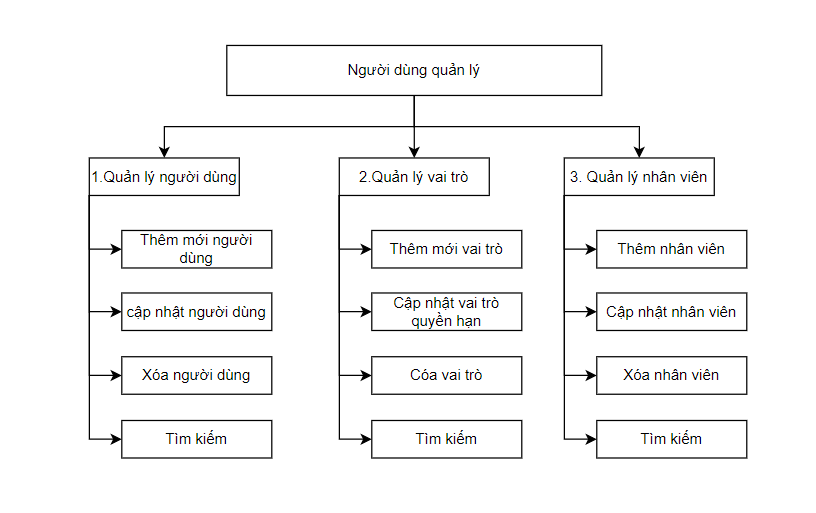 Người dùng quản lý
1.Quản lý người dùng
2.Quản lý vai trò
3. Quản lý nhân viên
Thêm mới người
dùng
Thêm mới vai trò
Thêm nhân viên
cập nhật người dùng
Cập nhật vai trò
quyền hạn
Cập nhật nhân viên
Xóa người dùng
Cóa vai trò
Xóa nhân viên
Tìm kiếm
Tìm kiếm
Tìm kiếm